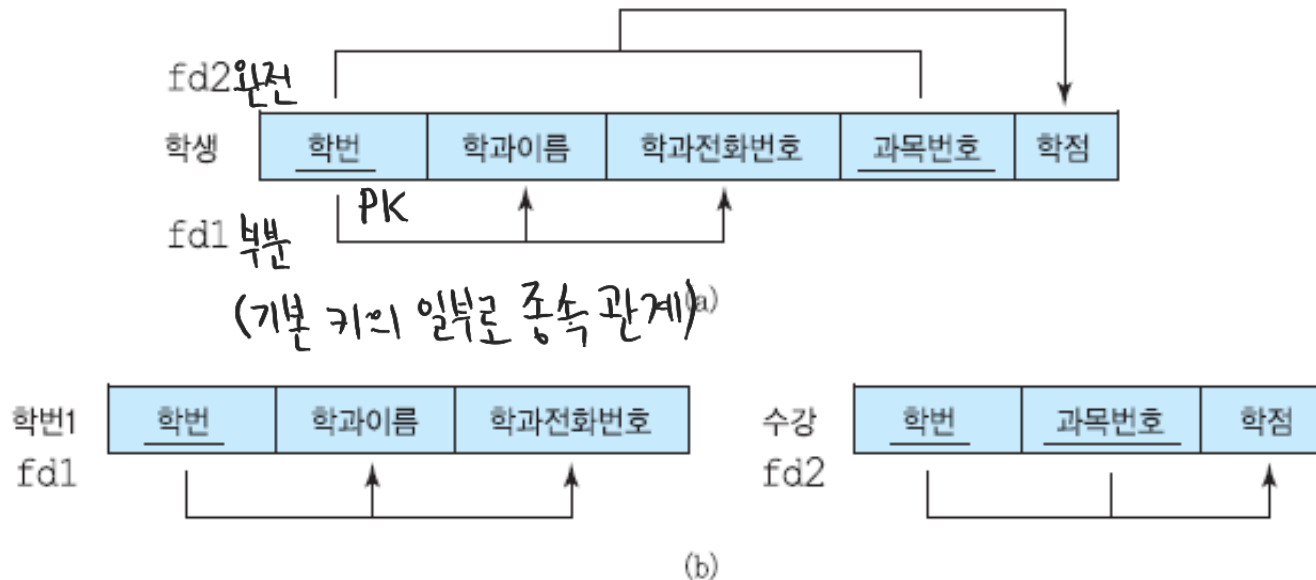 fd2 완전
학생 학번 학과이름 학과전화번호 과목번호 학점
PK
fd1 부분
(기본 키의 일부로 종속 관계)
(a)
학번1 학번 학과이름 학과전화번호
fd1
수강 학번 과목번호 학점
fd2
(b)